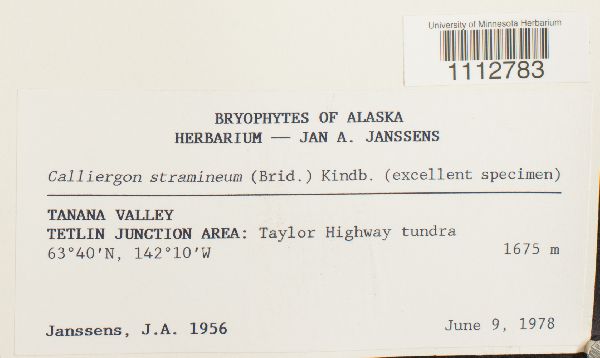 University of Minnesota Herbarium
1112783
BRYOPHYTES OF ALASKA
HERBARIUM — JAN A. JANSSENS
Calliergon stramineum (Brid.) Kindb. (excellent specimen)
TANANA VALLEY
TETLIN JUNCTION AREA: Taylor Highway tundra
63°40'N, 142°10'W 1675 m
Janssens, J.A. 1956 June 9, 1978